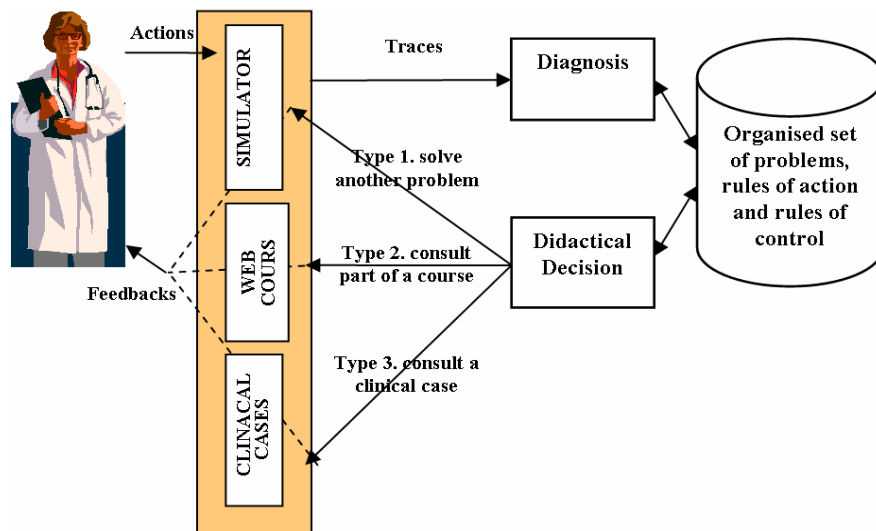 Actions
SIMULATOR
WEB
COURS
CLINACAL
CASES
Feedbacks
Traces
Type 1. solve
another problem
Type 2. consult
part of a course
Type 3. consult a
clinical case
Diagnosis
Didactical
Decision
Organised set
of problems,
rules of action
and rules of
control